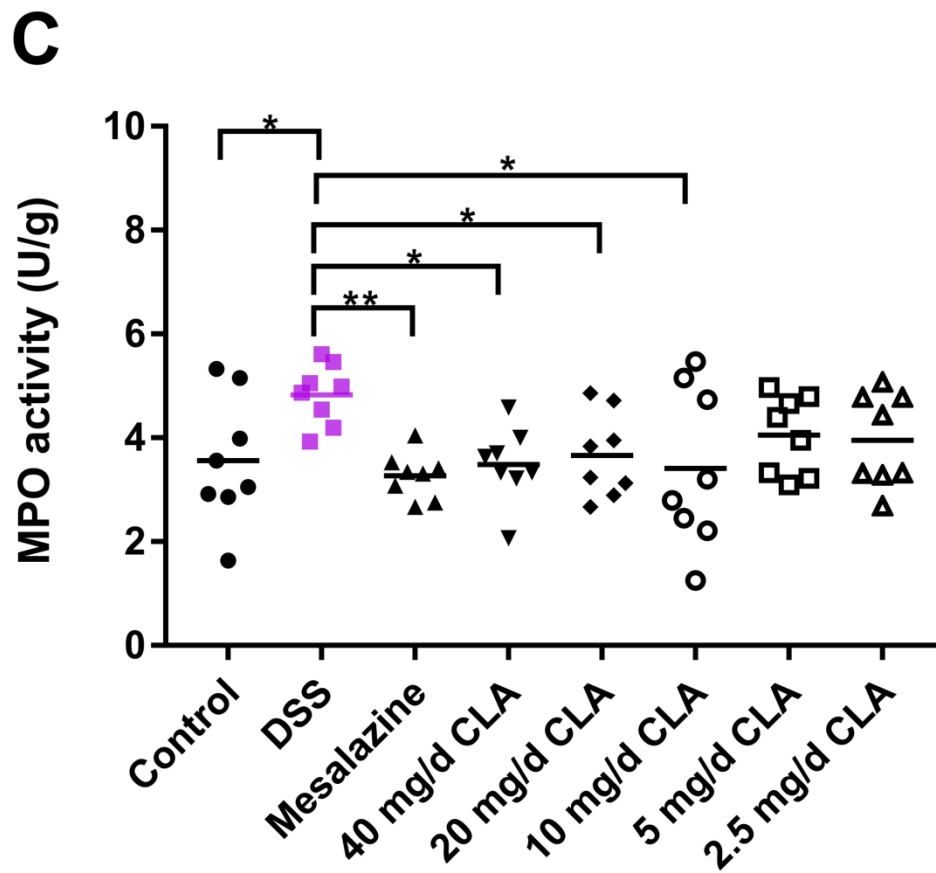 C
MPO activity (U/g)
10
8
6
4
2
0
*
*
*
*
**
Control
DSS
Mesalazine
40 mg/d CLA
20 mg/d CLA
10 mg/d CLA
5 mg/d CLA
2.5 mg/d CLA